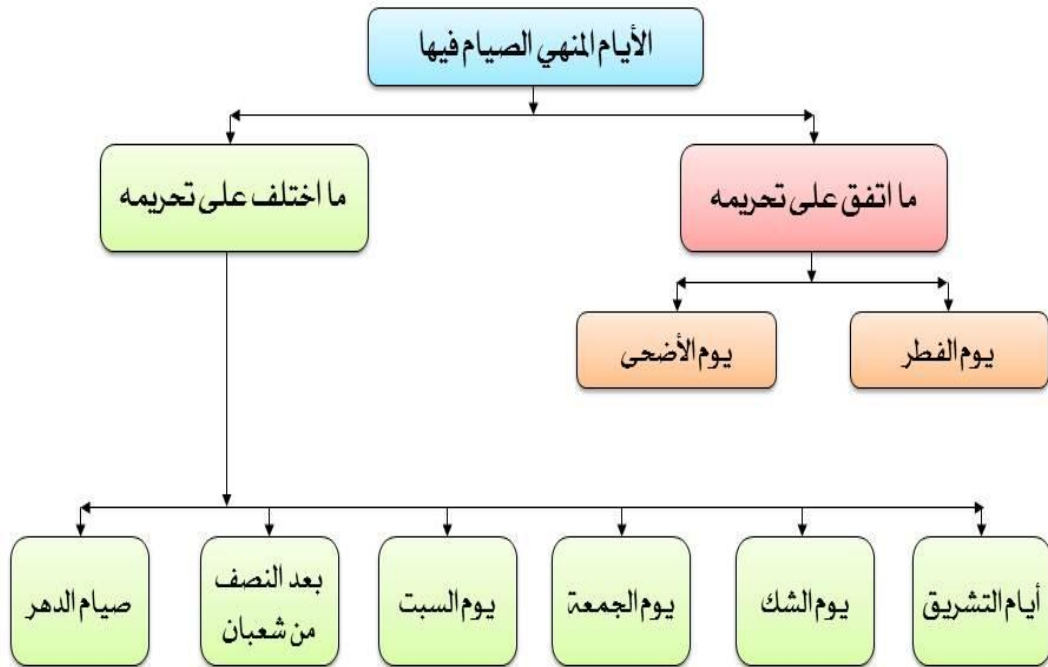 الأيام المنهي الصيام فيها
ما اتفق على تحريمه
ما اختلف على تحريمه
يوم الفطر
يوم الأضحى
أيام التشريق
يوم الشك
يوم الجمعة
يوم السبت
بعد النصف
من شعبان
صيام الدهر